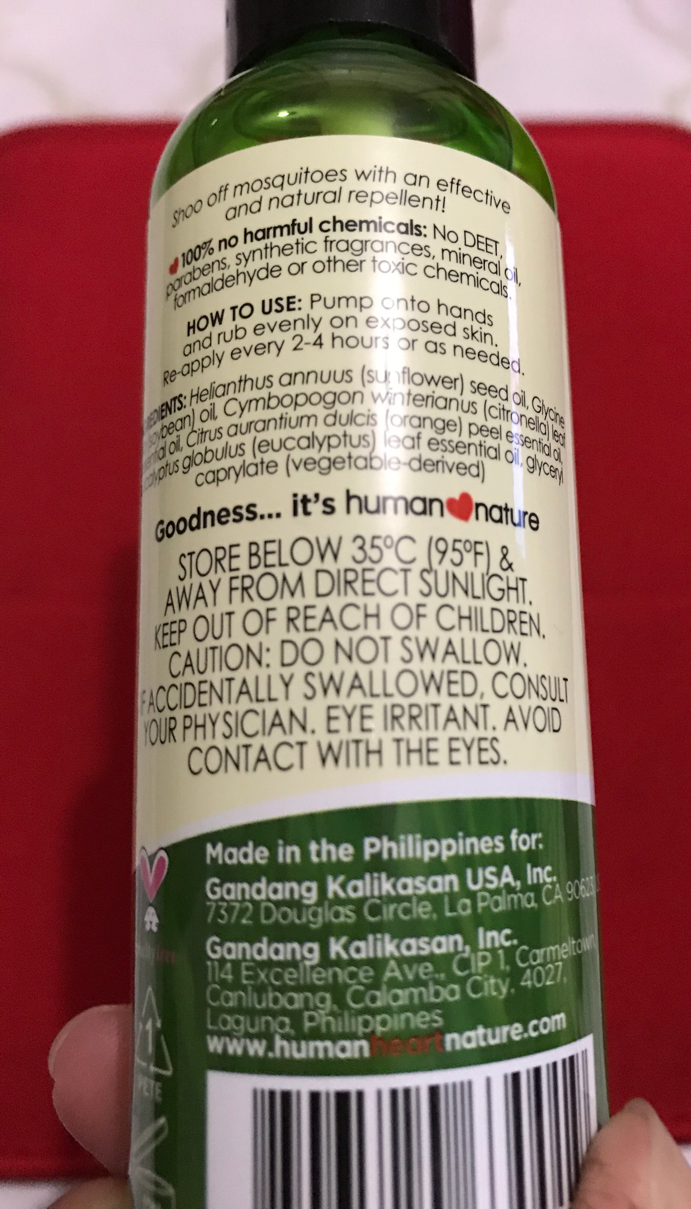 Shoo off mosquitoes with an effective
and natural repellent!
100% no harmful chemicals: No DEET,
parabens, synthetic fragrances, mineral oil,
formaldehyde or other toxic chemicals.
HOW TO USE: Pump onto hands
and rub evenly on exposed skin.
Re-apply every 2-4 hours or as needed.
Helianthus annuus (sunflower) seed oil, Glycine
oil, Cymbopogon winterianus (citronella) leaf
oil, Citrus aurantium dulcis (orange) peel essential oil,
globulus (eucalyptus) leaf essential oil, glyceryl
caprylate (vegetable-derived)
Goodness... it's human nature
STORE BELOW 35ºC (95ºF) &
AWAY FROM DIRECT SUNLIGHT.
KEEP OUT OF REACH OF CHILDREN.
CAUTION: DO NOT SWALLOW.
IF ACCIDENTALLY SWALLOWED, CONSULT
YOUR PHYSICIAN. EYE IRRITANT. AVOID
CONTACT WITH THE EYES.
Made in the Philippines for:
Gandang Kalikasan USA, Inc.
7372 Douglas Circle, La Palma, CA 90623
Gandang Kalikasan, Inc.
114 Excellence Ave., CIP 1, Carmeltown
Canlubang, Calamba City, 4027,
Laguna, Philippines
www.humanheartnature.com
1
PETE